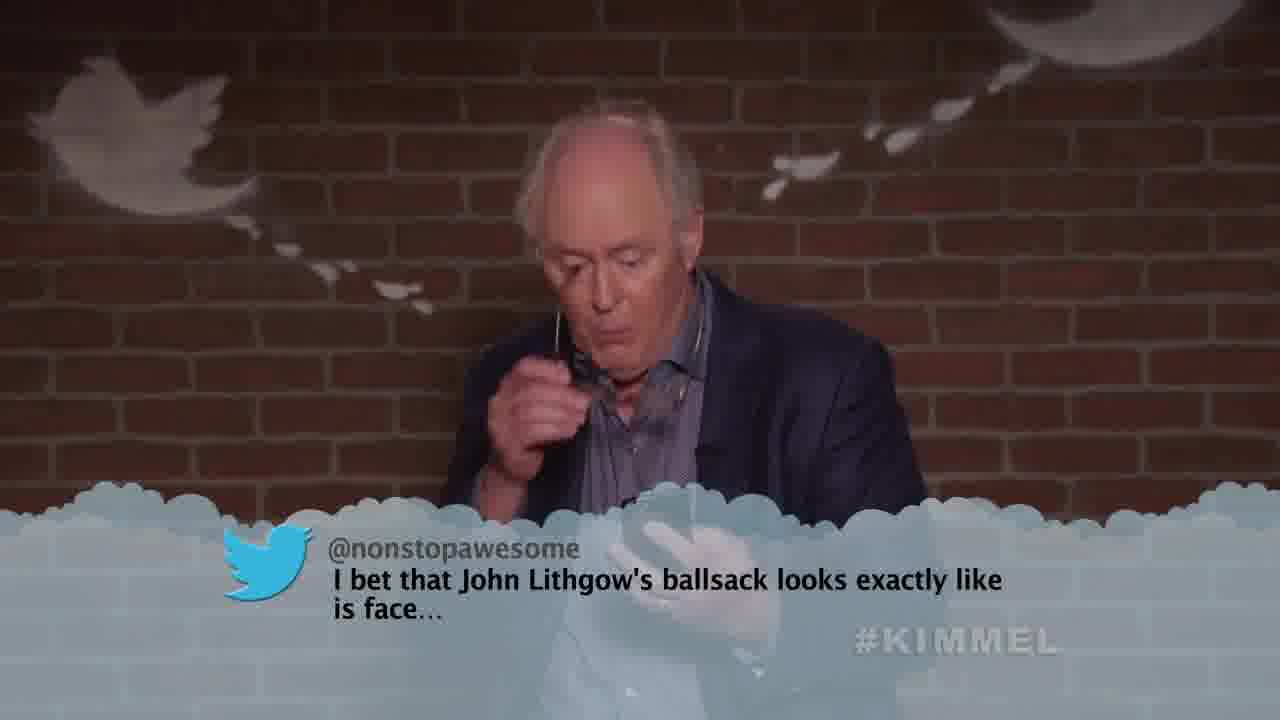 @nonstopawesome
I bet that John Lithgow's ballsack looks exactly like
is face...
#KIMMEL